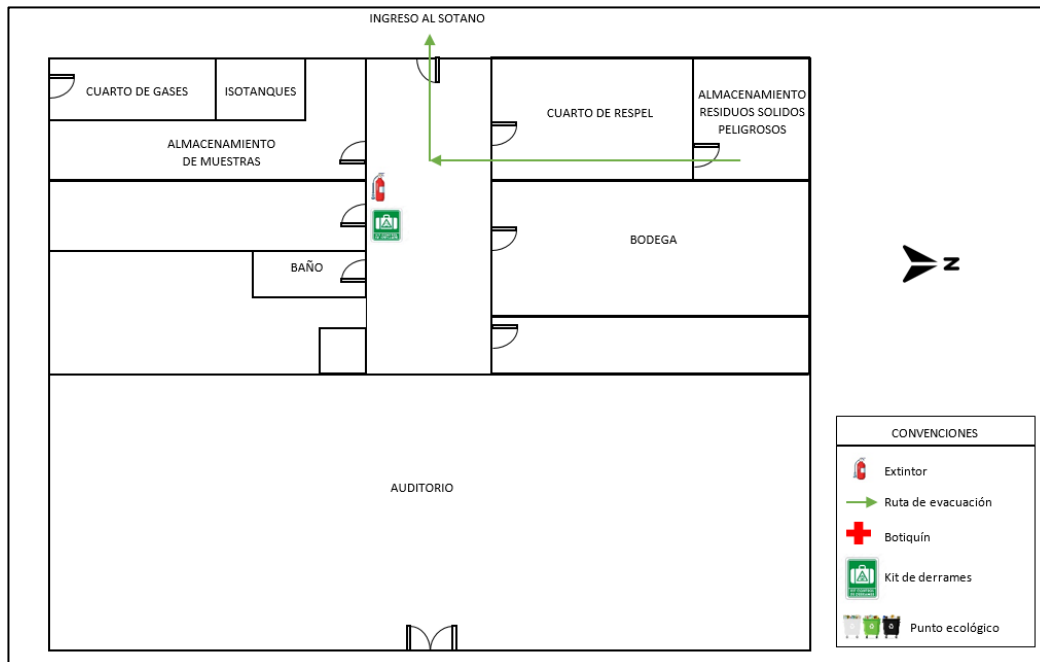 INGRESO AL SOTANO
CUARTO DE GASES
ISOTANQUES
CUARTO DE RESPEL
ALMACENAMIENTO
RESIDUOS SOLIDOS
PELIGROSOS
ALMACENAMIENTO
DE MUESTRAS
BODEGA
BAÑO
N
AUDITORIO
CONVENCIONES
Extintor
Ruta de evacuación
Botiquín
Kit de derrames
Punto ecológico